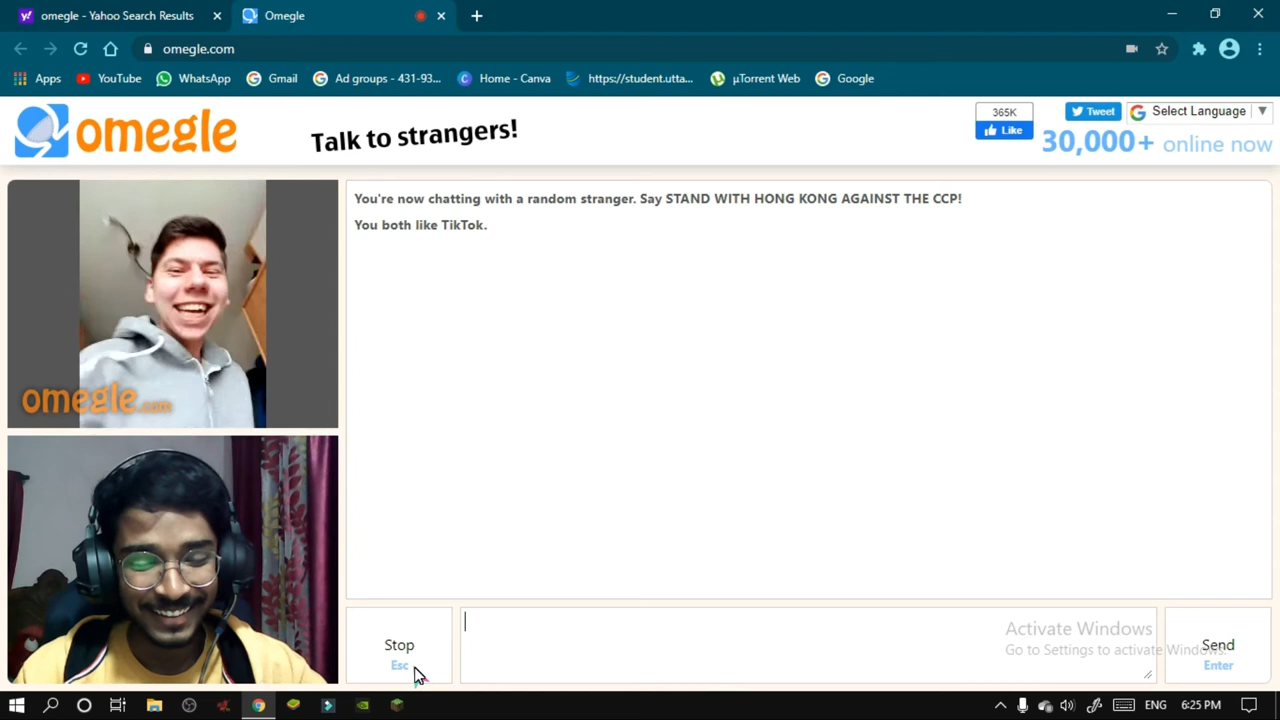 omegle - Yahoo Search Results
Omegle
omegle.com
Apps
YouTube
WhatsApp
Gmail
Ad groups - 431-93...
Home - Canva
https://student.utta...
µTorrent Web
Google
omegle
Talk to strangers!
365K
Like
Tweet
Select Language
30,000+ online now
omegle.com
You're now chatting with a random stranger. Say STAND WITH HONG KONG AGAINST THE CCP!
You both like TikTok.
Stop
Esc
Activate Windows
Go to Settings to activate Windows.
Send
Enter
ENG
6:25 PM